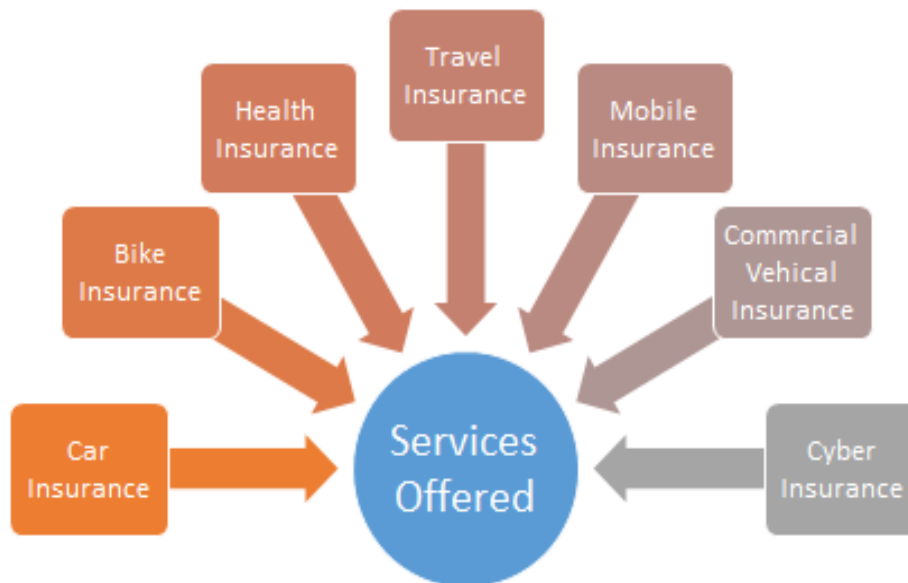 Travel
Insurance
Health
Insurance
Mobile
Insurance
Bike
Insurance
Commrcial
Vehical
Insurance
Car
Insurance
Services
Offered
Cyber
Insurance